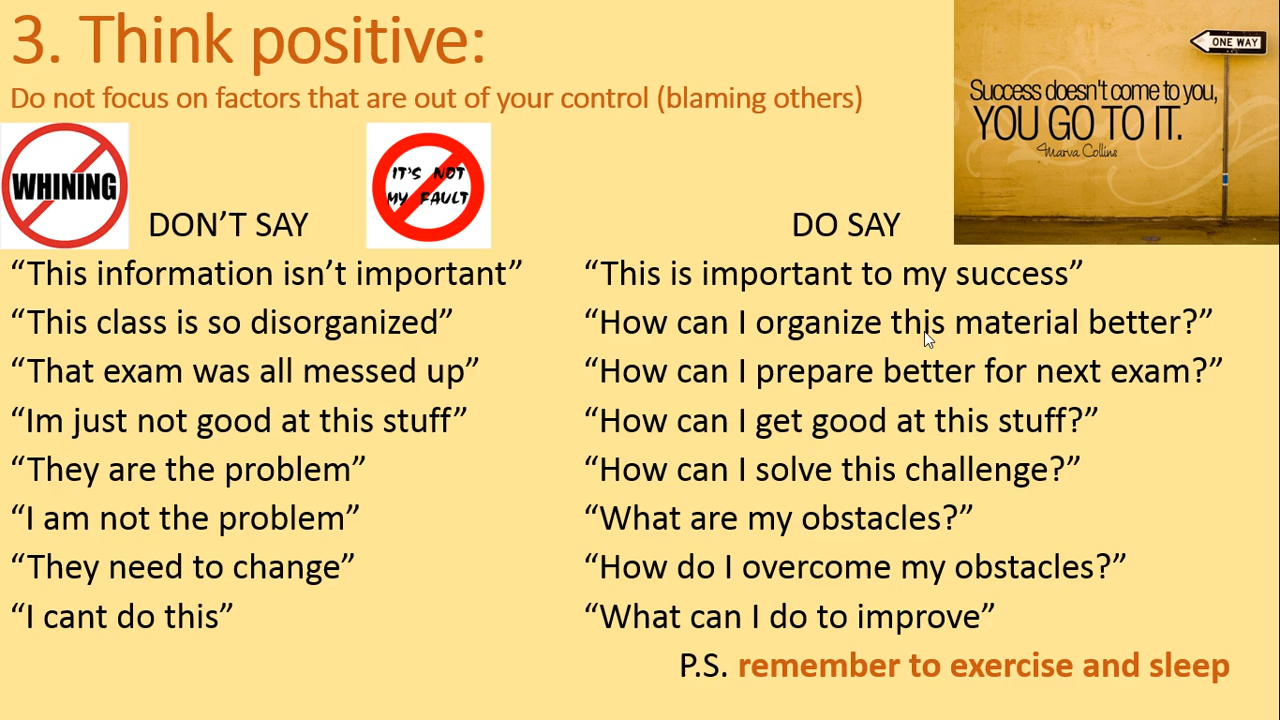 3. Think positive:
Do not focus on factors that are out of your control (blaming others)
ONE WAY
Success doesn't come to you,
YOU GO TO IT.
Marva Collins
WHINING
IT'S NOT
MY FAULT
DON’T SAY
“This information isn’t important”
“This class is so disorganized”
“That exam was all messed up”
“Im just not good at this stuff”
“They are the problem”
“I am not the problem”
“They need to change”
“I cant do this”
DO SAY
“This is important to my success”
“How can I organize this material better?”
“How can I prepare better for next exam?”
“How can I get good at this stuff?”
“How can I solve this challenge?”
“What are my obstacles?”
“How do I overcome my obstacles?”
“What can I do to improve”
P.S. remember to exercise and sleep